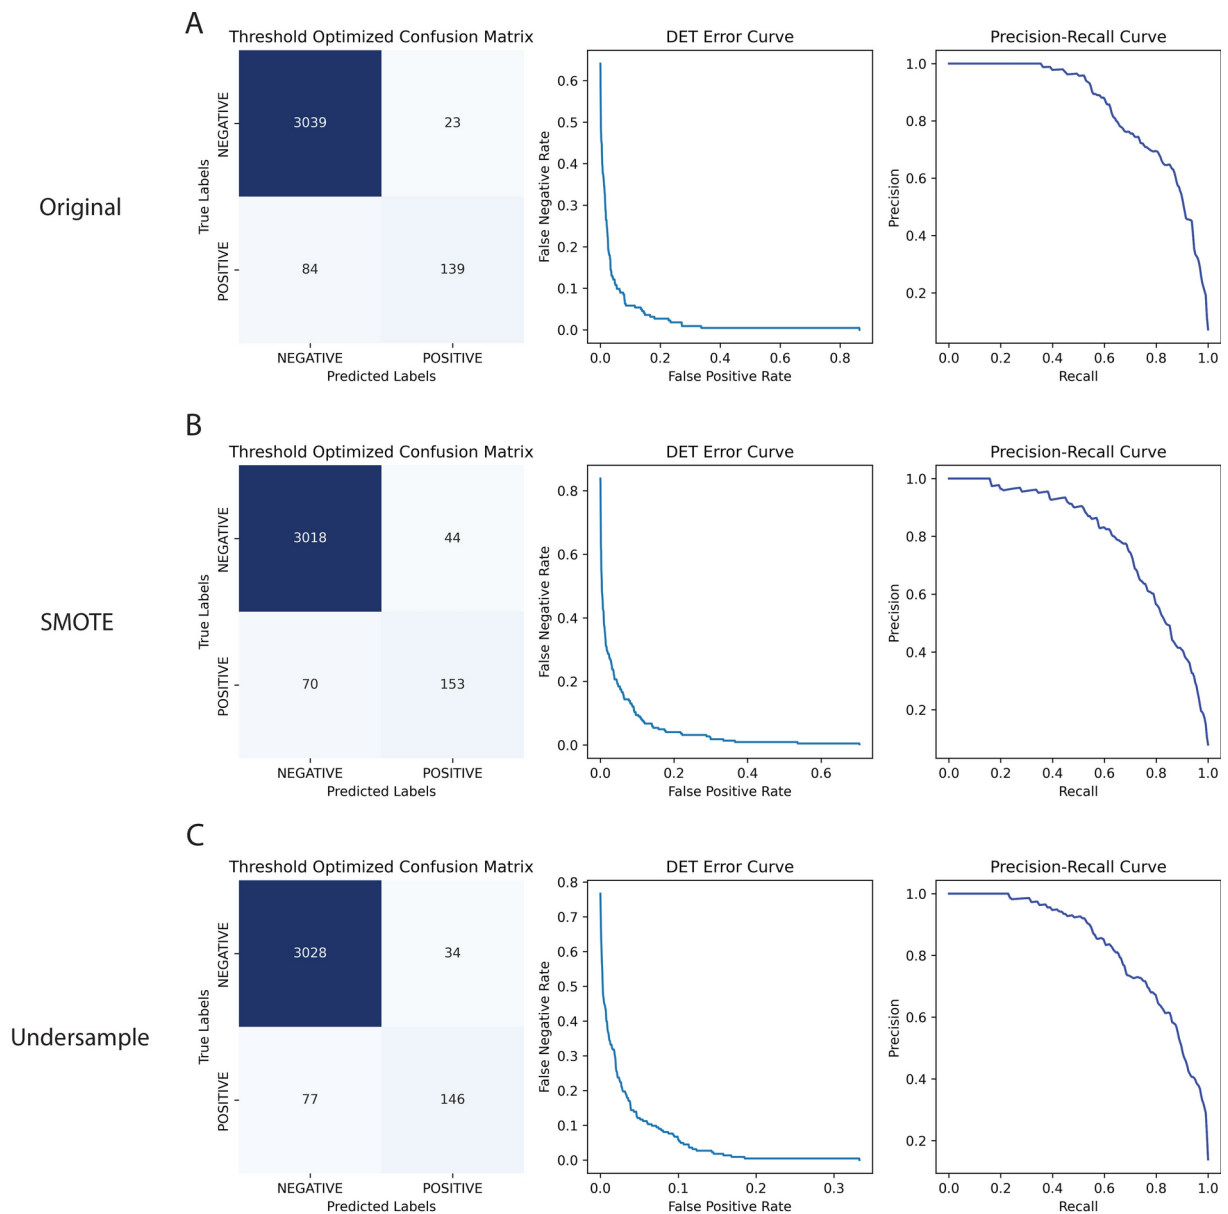 A
Original
Threshold Optimized Confusion Matrix
True Labels
NEGATIVE
POSITIVE
3039
23
84
139
NEGATIVE
POSITIVE
Predicted Labels
DET Error Curve
False Negative Rate
0.6
0.5
0.4
0.3
0.2
0.1
0.0
0.0 0.2 0.4 0.6 0.8
False Positive Rate
Precision-Recall Curve
Precision
1.0
0.8
0.6
0.4
0.2
0.0 0.2 0.4 0.6 0.8 1.0
Recall
B
SMOTE
Threshold Optimized Confusion Matrix
True Labels
NEGATIVE
POSITIVE
3018
44
70
153
NEGATIVE
POSITIVE
Predicted Labels
DET Error Curve
False Negative Rate
0.8
0.6
0.4
0.2
0.0
0.0 0.2 0.4 0.6
False Positive Rate
Precision-Recall Curve
Precision
1.0
0.8
0.6
0.4
0.2
0.0 0.2 0.4 0.6 0.8 1.0
Recall
C
Undersample
Threshold Optimized Confusion Matrix
True Labels
NEGATIVE
POSITIVE
3028
34
77
146
NEGATIVE
POSITIVE
Predicted Labels
DET Error Curve
False Negative Rate
0.8
0.7
0.6
0.5
0.4
0.3
0.2
0.1
0.0
0.0 0.1 0.2 0.3
False Positive Rate
Precision-Recall Curve
Precision
1.0
0.8
0.6
0.4
0.2
0.0 0.2 0.4 0.6 0.8 1.0
Recall